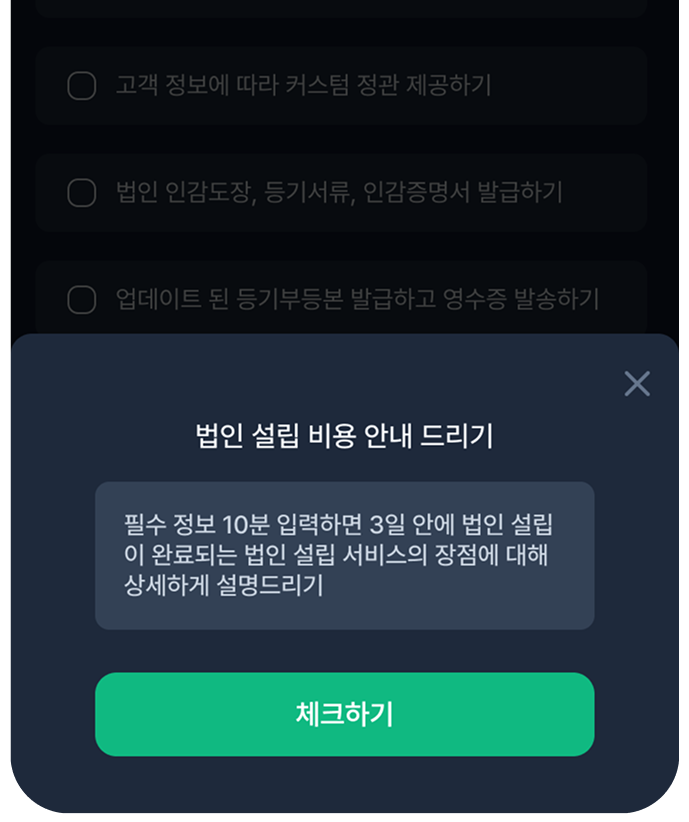 고객 정보에 따라 커스텀 정관 제공하기
법인 인감도장, 등기서류, 인감증명서 발급하기
업데이트 된 등기부등본 발급하고 영수증 발송하기
법인 설립 비용 안내 드리기
필수 정보 10분 입력하면 3일 안에 법인 설립
이 완료되는 법인 설립 서비스의 장점에 대해
상세하게 설명드리기
체크하기